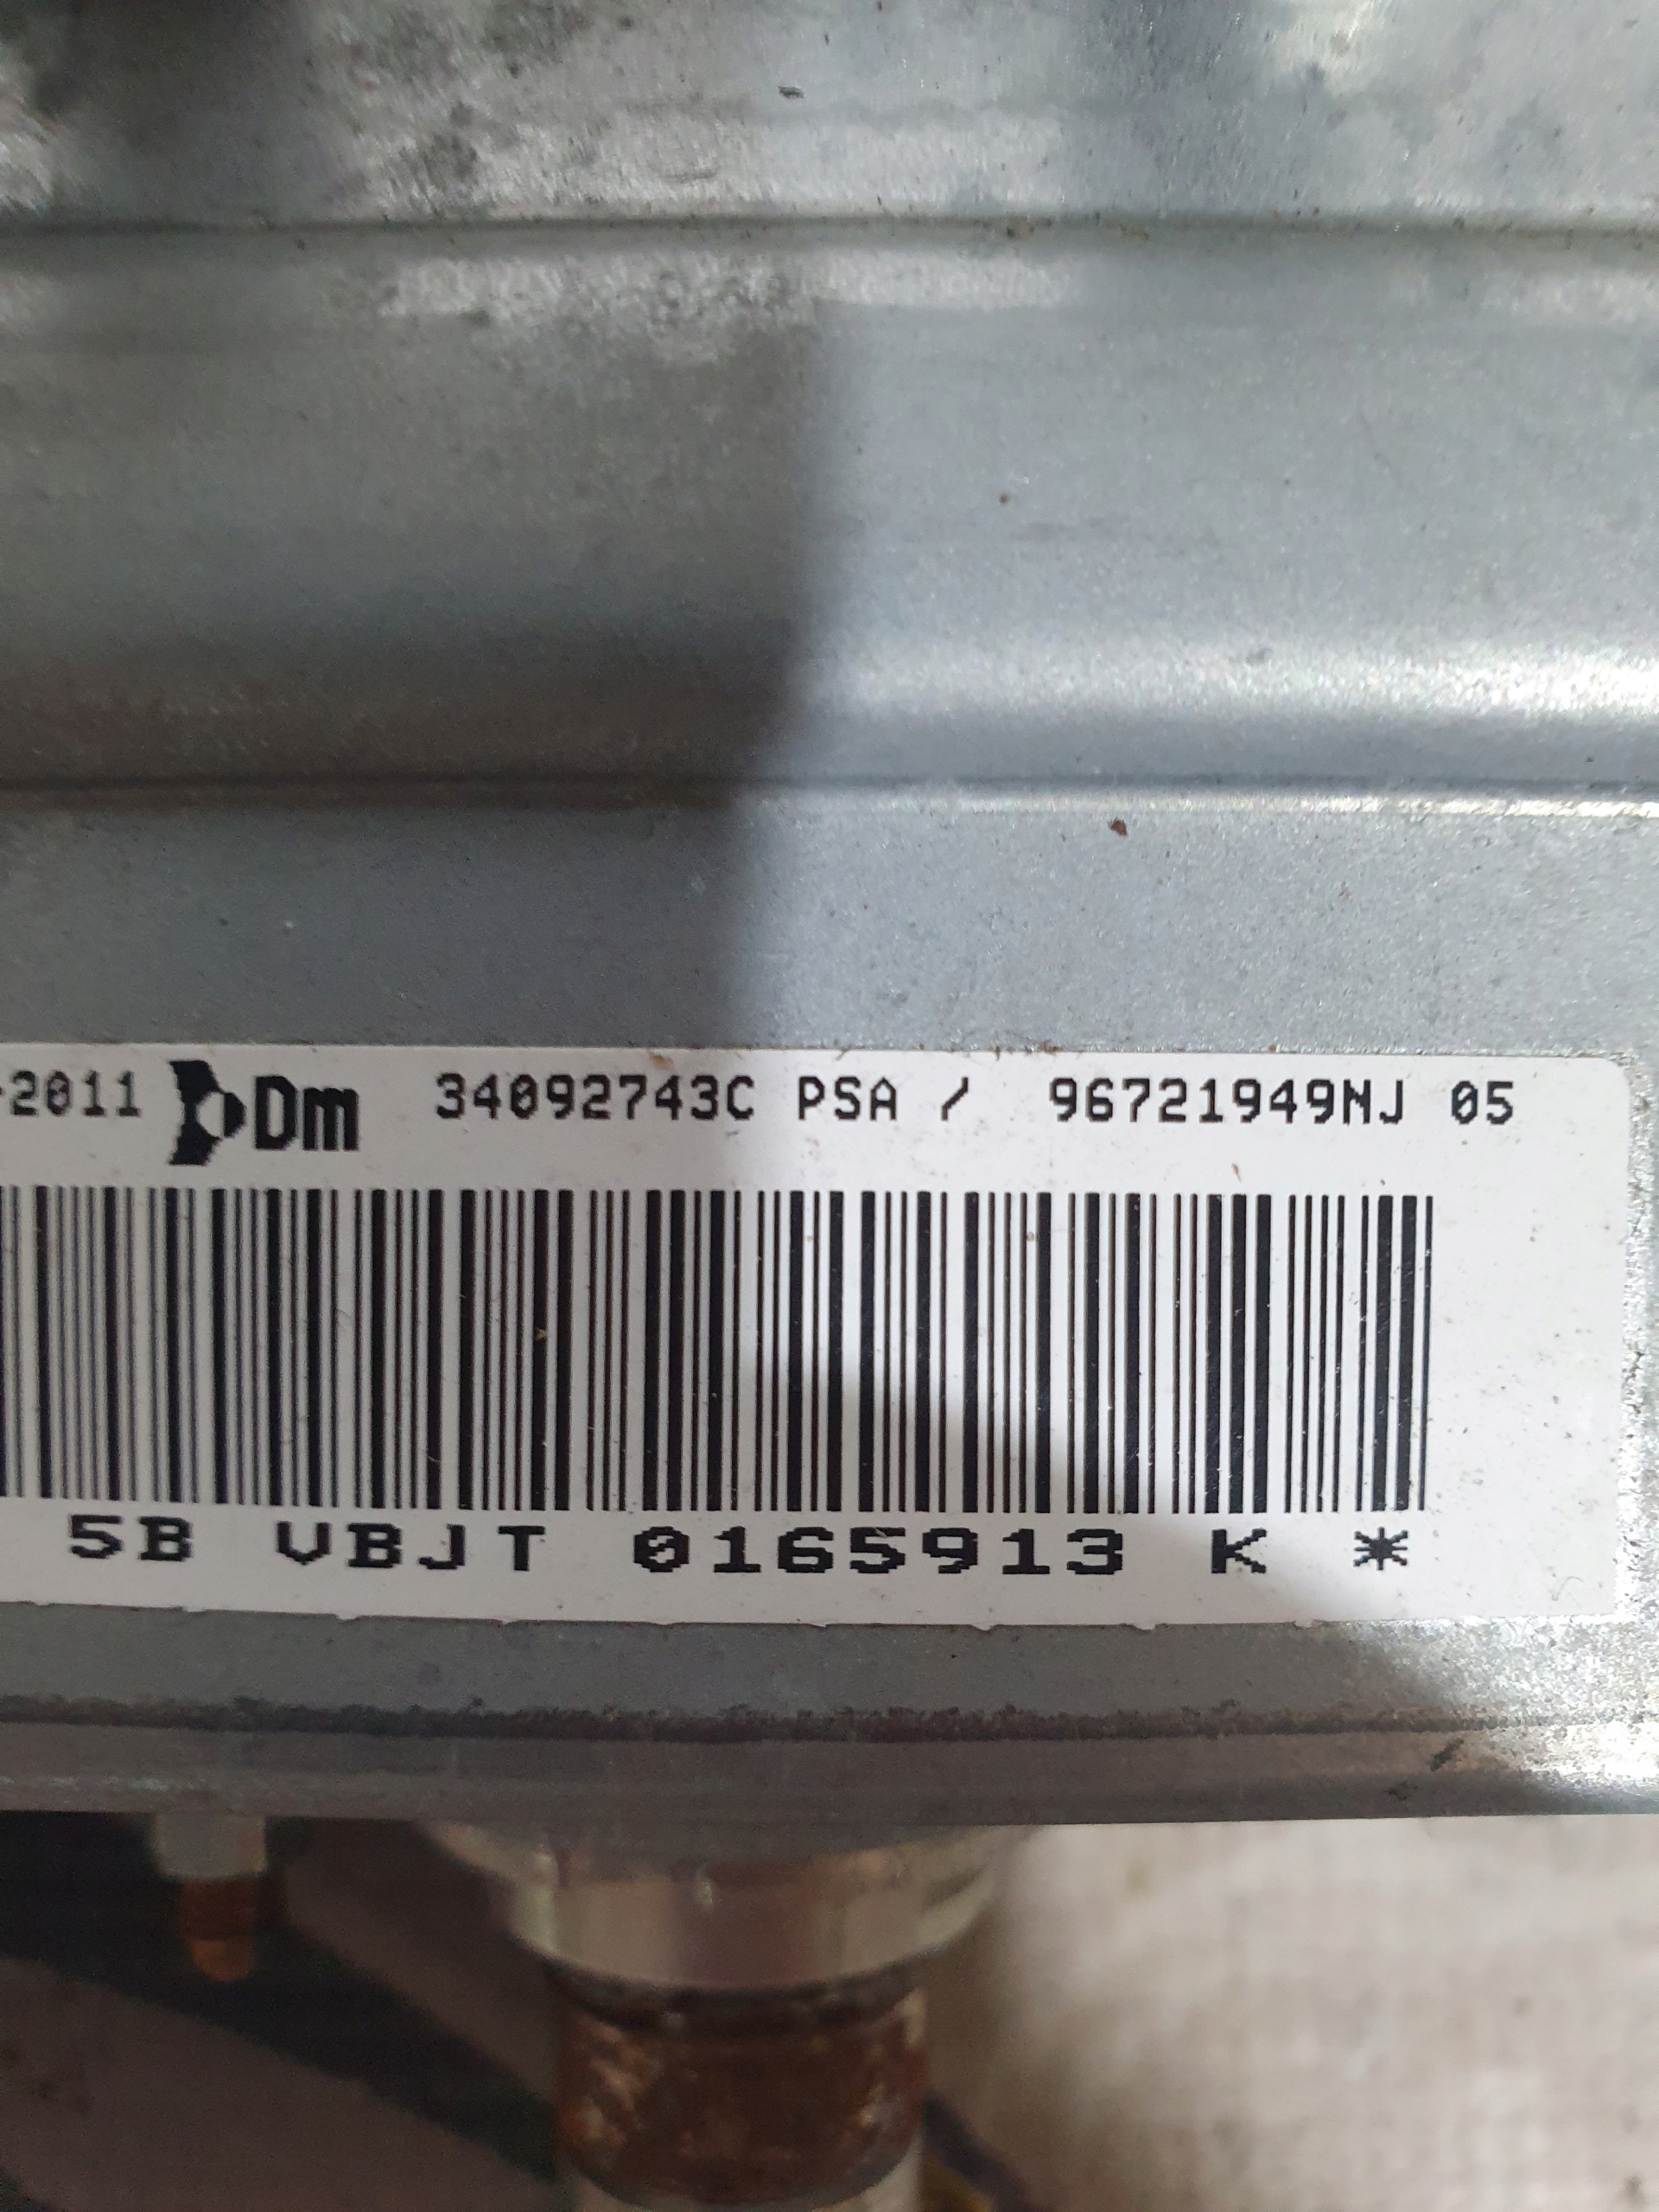 -2011 Dm 34092743C PSA / 96721949NJ 05
5B VBJT 0165913 K *